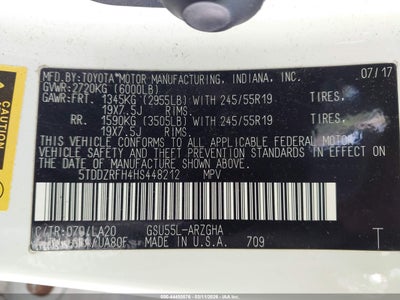 MFD.BY:TOYOTA MOTOR MANUFACTURING, INDIANA, INC. 07/17
GVWR:2720KG (6000LB)
GAWR:FRT. 1345KG (2955LB) WITH 245/55R19 TIRES,
19X7.5J RIMS,
RR. 1590KG (3505LB) WITH 245/55R19 TIRES,
19X7.5J RIMS,
THIS VEHICLE CONFORMS TO ALL APPLICABLE FEDERAL MOTOR
VEHICLE SAFETY STANDARDS IN EFFECT ON THE
DATE OF MANUFACTURE SHOWN ABOVE.
5TDDZRFH4HS448212 MPV
C/TR:070/LA20 GSU55L-ARZGHA
/UA80F MADE IN U.S.A. 709
CAUTION